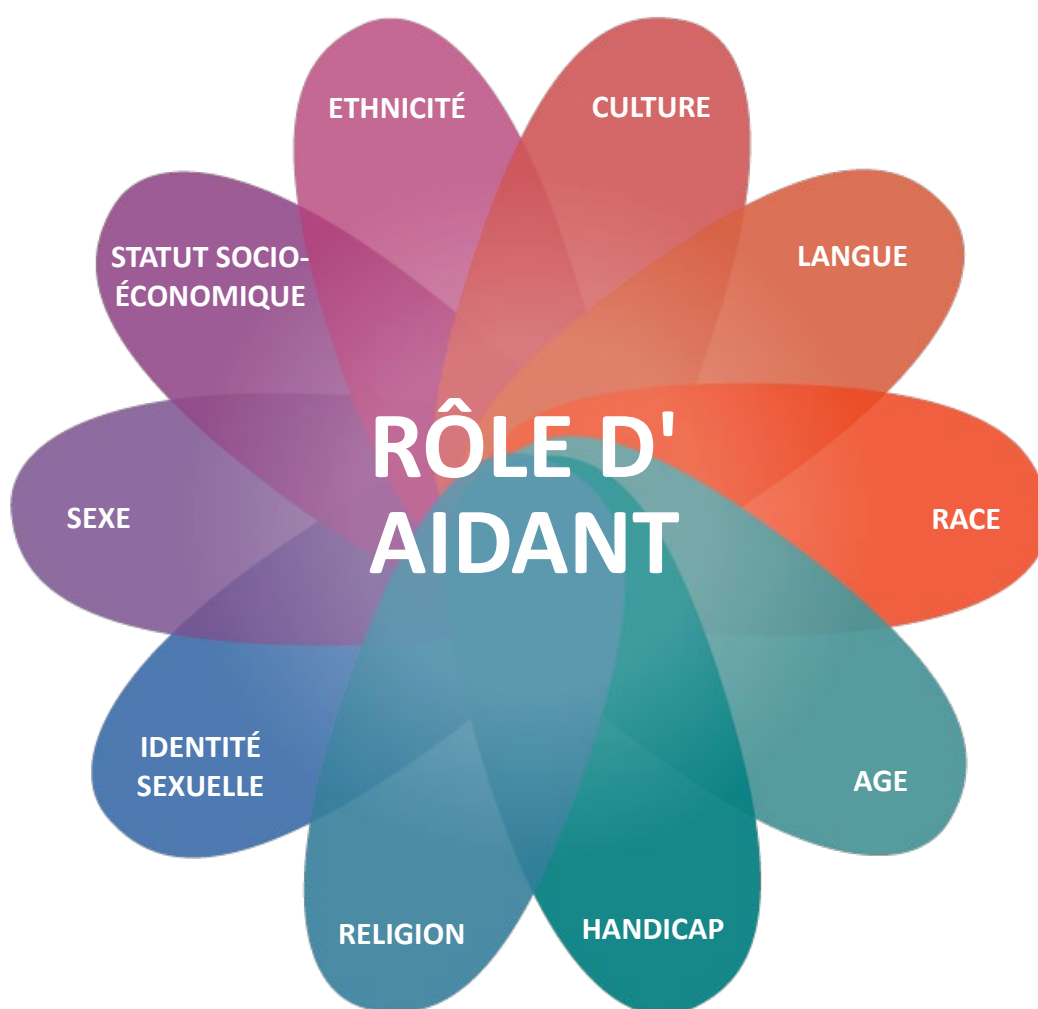 ETHNICITÉ
CULTURE
STATUT SOCIO-
ÉCONOMIQUE
LANGUE
RÔLE D'
AIDANT
SEXE
RACE
IDENTITÉ
SEXUELLE
AGE
RELIGION
HANDICAP